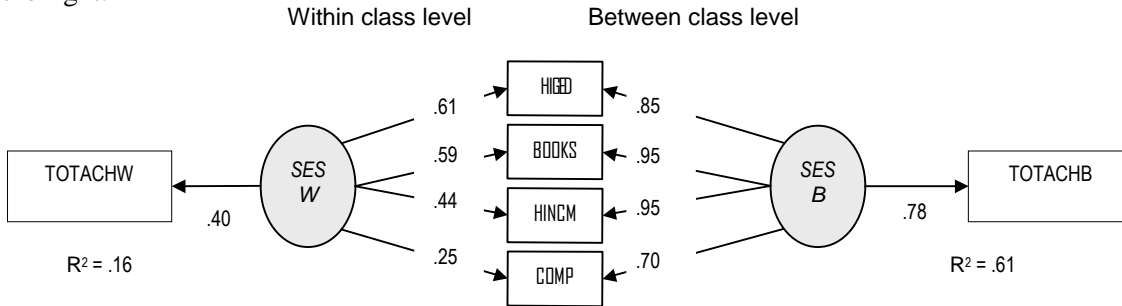 Within class level
Between class level
HIGED
.61
.85
BOOKS
.59
.95
TOTACHW
SES
W
SES
B
TOTACHB
.40
.44
HINCM
.95
.78
.25
COMP
.70
R² = .16
R² = .61